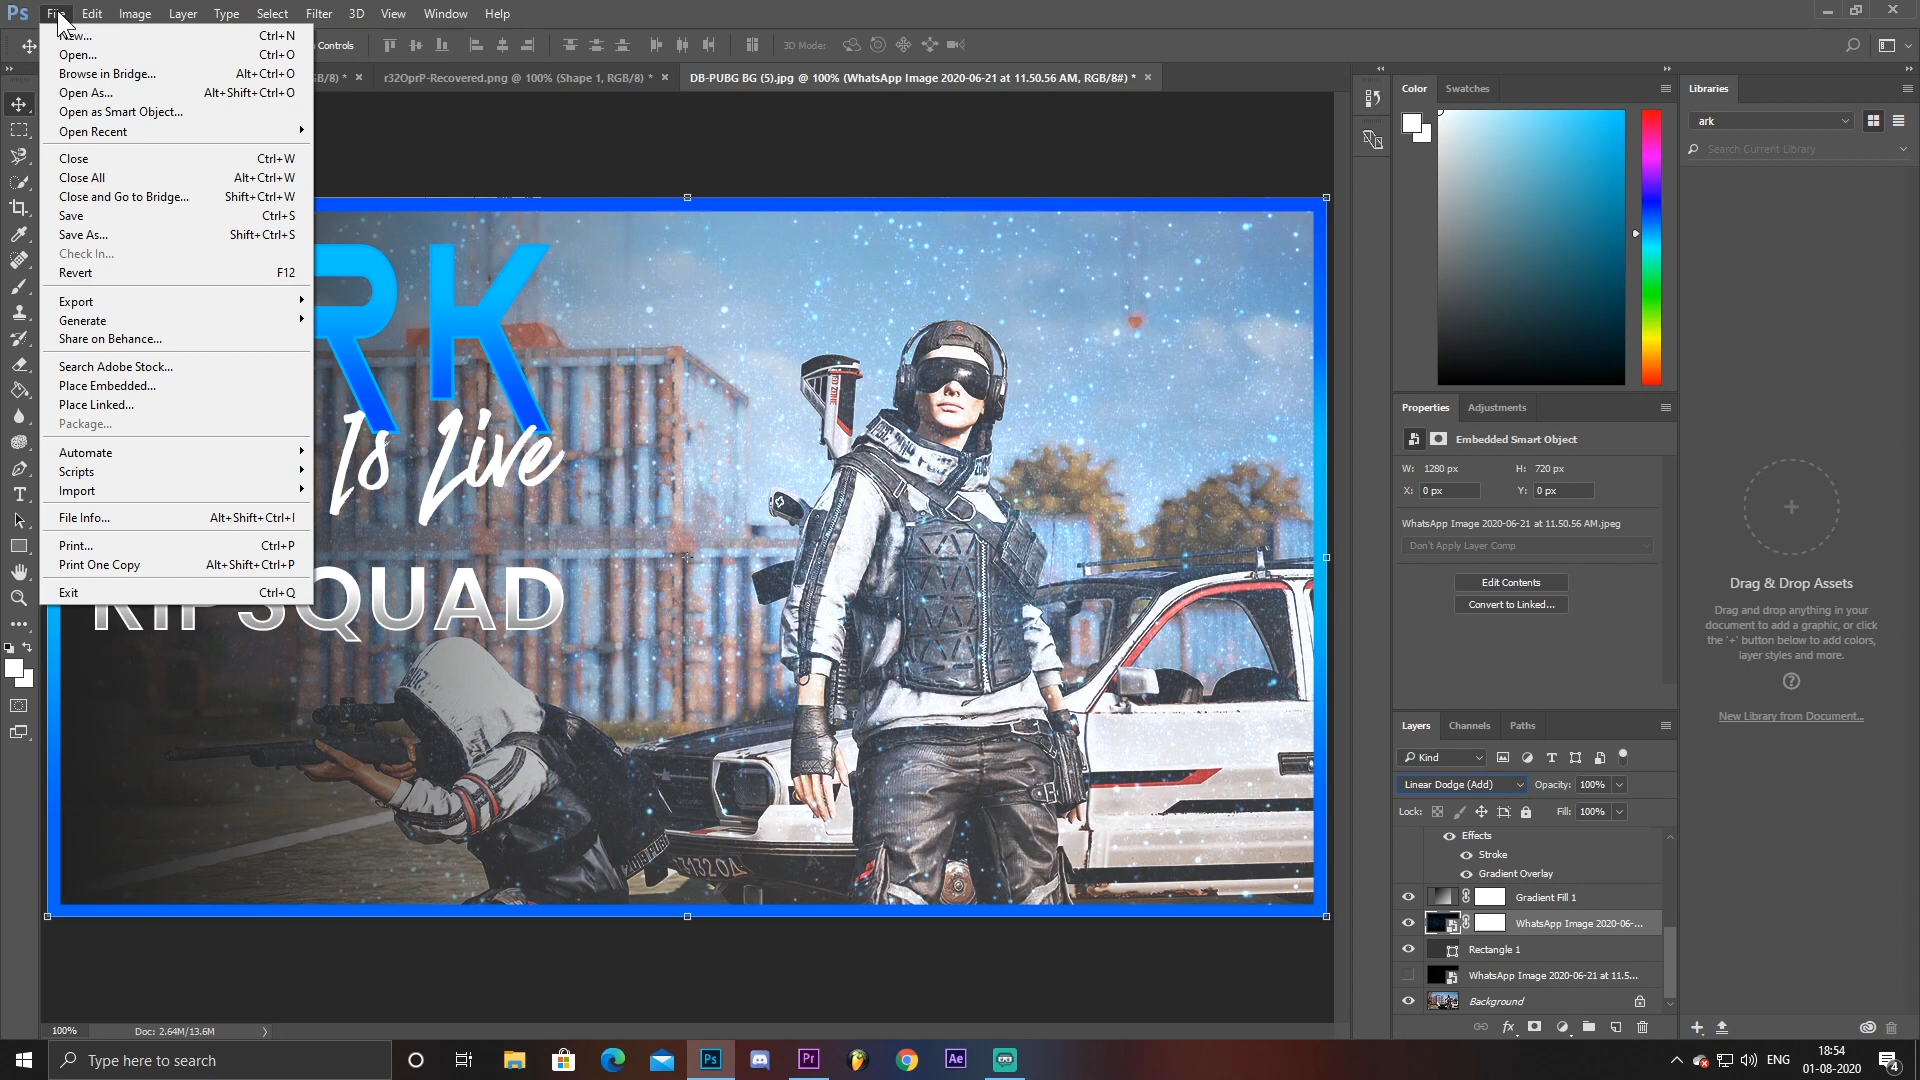 Ps File Edit Image Layer Type Select Filter 3D View Window Help
Controls
3D Mode:
GB/8) * × r32OprP-Recovered.png @ 100% (Shape 1, RGB/8) * × DB-PUBG BG (5).jpg @ 100% (WhatsApp Image 2020-06-21 at 11.50.56 AM, RGB/8#) * ×
Ctrl+N
Open... Ctrl+O
Browse in Bridge... Alt+Ctrl+O
Open As... Alt+Shift+Ctrl+O
Open as Smart Object...
Open Recent
Close Ctrl+W
Close All Alt+Ctrl+W
Close and Go to Bridge... Shift+Ctrl+W
Save Ctrl+S
Save As... Shift+Ctrl+S
Check In...
Revert F12
Export
Generate
Share on Behance...
Search Adobe Stock...
Place Embedded...
Place Linked...
Package...
Automate
Scripts
Import
File Info... Alt+Shift+Ctrl+I
Print... Ctrl+P
Print One Copy Alt+Shift+Ctrl+P
Exit Ctrl+Q
RK
Is Live
SQUAD
Color Swatches
Properties Adjustments
Embedded Smart Object
W: 1280 px H: 720 px
X: 0 px Y: 0 px
WhatsApp Image 2020-06-21 at 11.50.56 AM.jpeg
Don't Apply Layer Comp
Edit Contents
Convert to Linked...
Layers Channels Paths
Kind
Linear Dodge (Add) Opacity: 100%
Lock: Fill: 100%
Effects
Stroke
Gradient Overlay
Gradient Fill 1
WhatsApp Image 2020-06-...
Rectangle 1
WhatsApp Image 2020-06-21 at 11.5...
Background
Libraries
ark
Search Current Library
Drag & Drop Assets
Drag and drop anything in your
document to add a graphic, or click
the '+' button below to add colors,
layer styles and more.
New Library from Document...
100% Doc: 2.64M/13.6M
Type here to search
Ps
Pr
Ae
ENG
18:54
01-08-2020
4